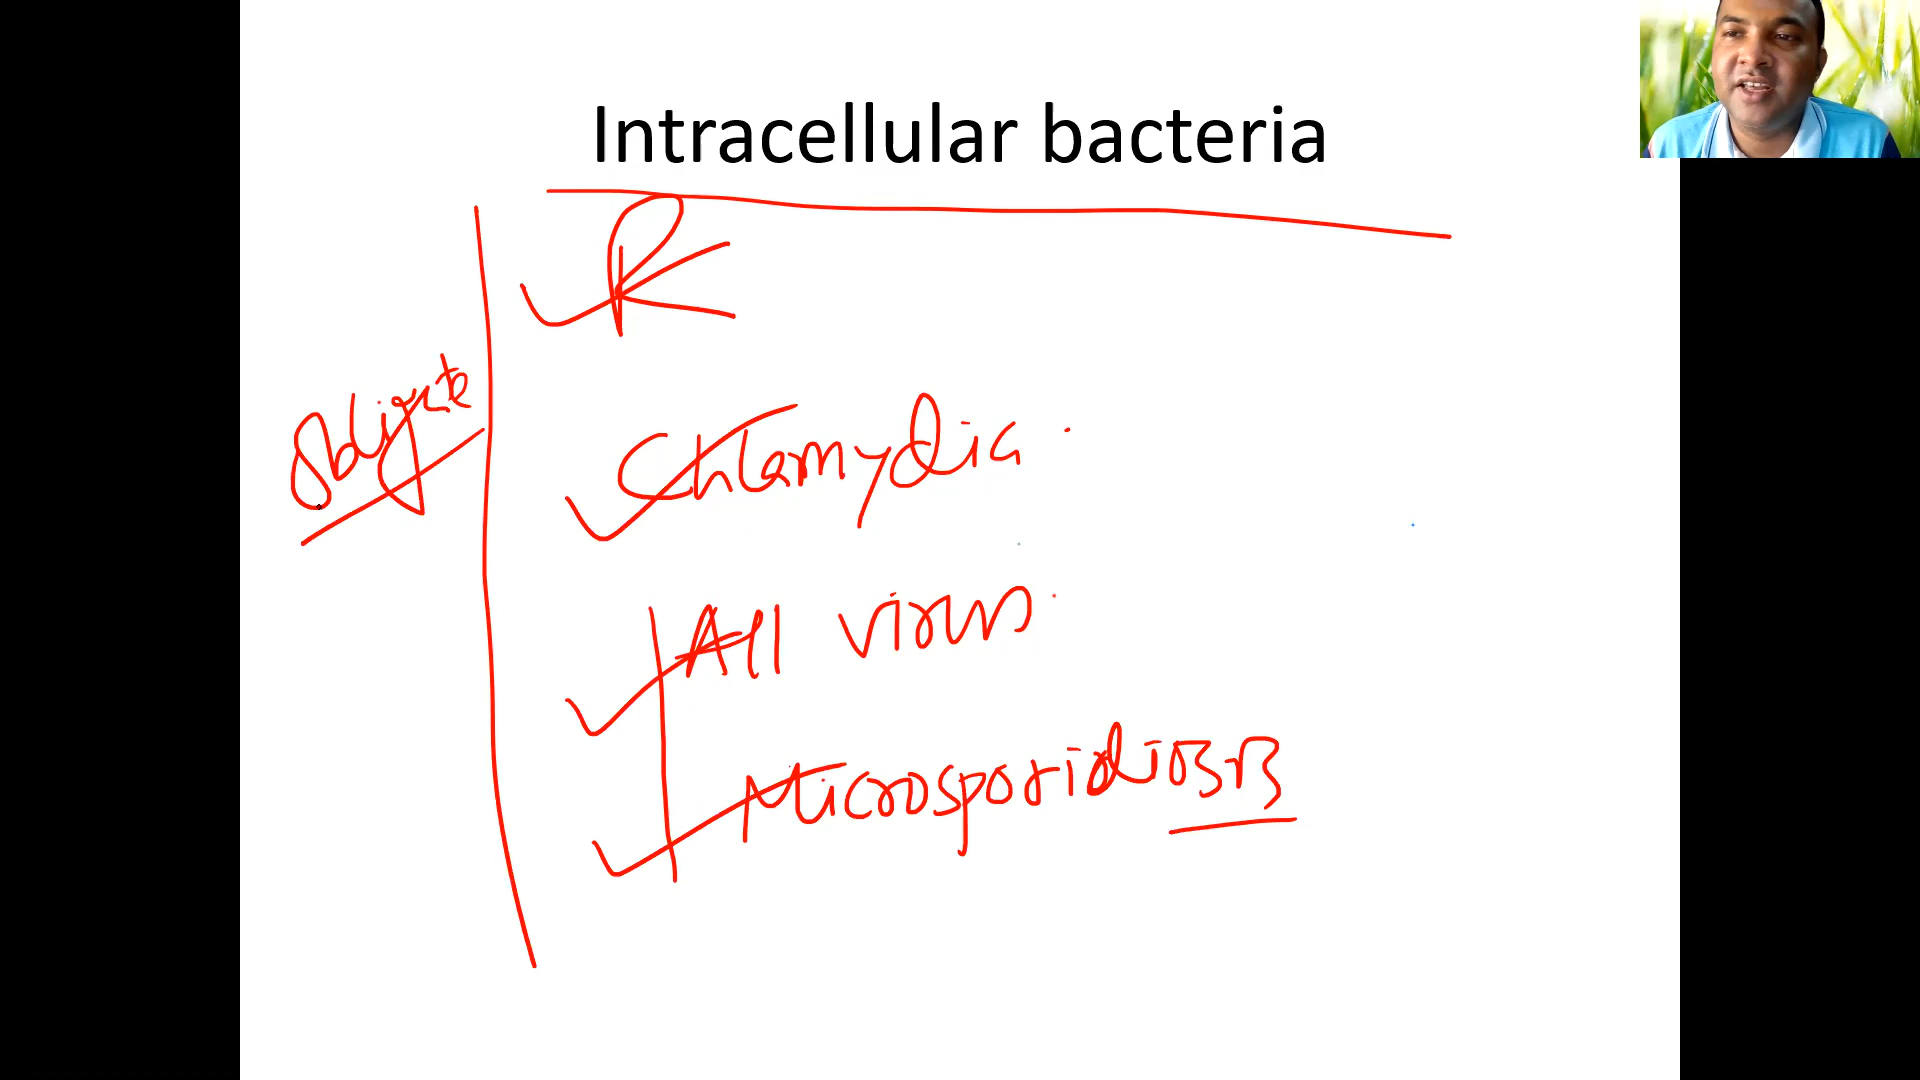 Intracellular bacteria
R
Obligate
Chlamydia
All virus
Microsporidiosis